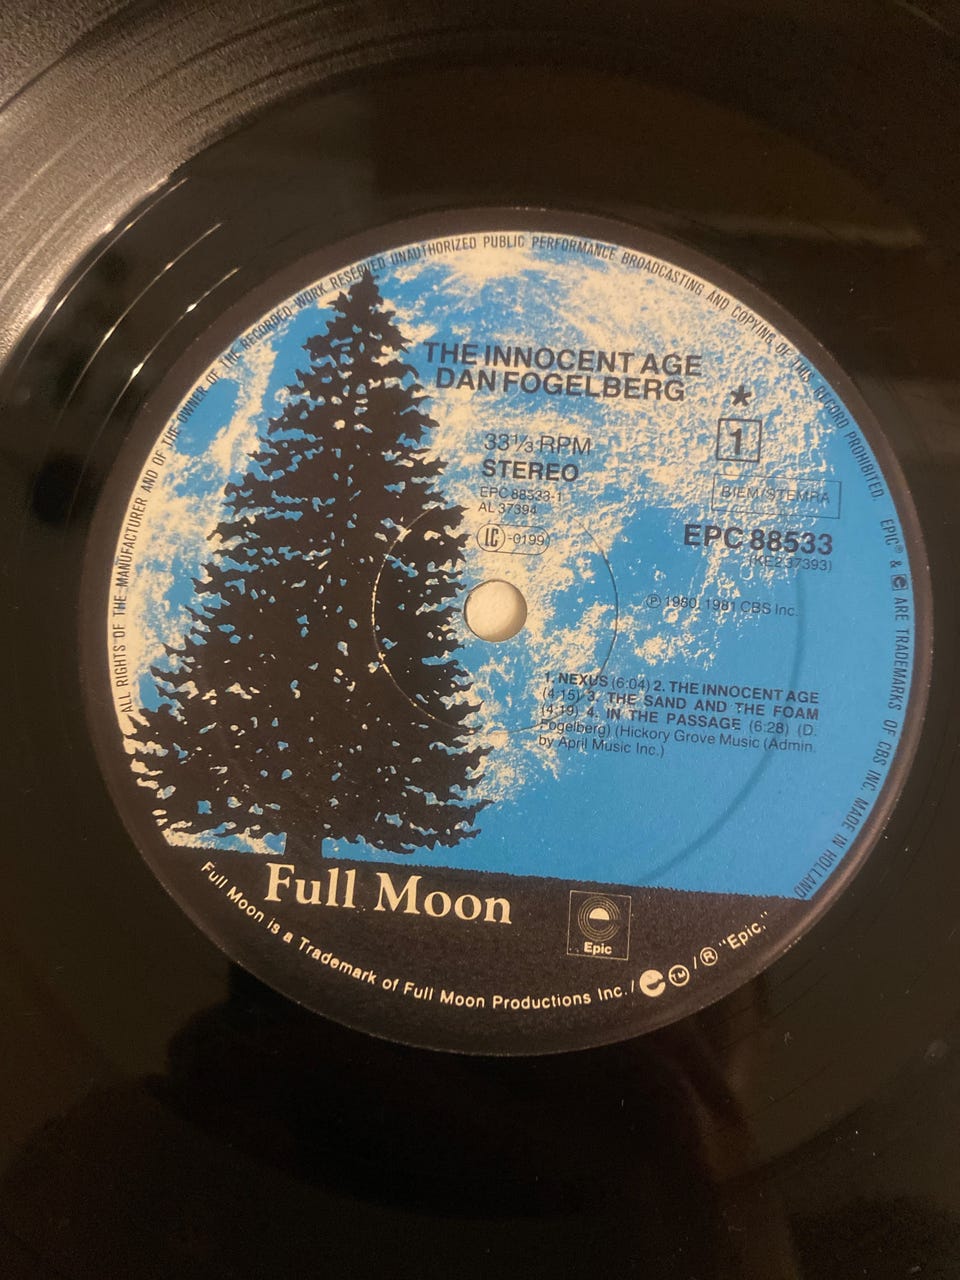 ALL RIGHTS OF THE MANUFACTURER AND OF THE OWNER OF THE RECORDED WORK RESERVED UNAUTHORIZED PUBLIC PERFORMANCE BROADCASTING AND COPYING OF THIS RECORD PROHIBITED EPIC® & ARE TRADEMARKS OF CBS INC. MADE IN HOLLAND
THE INNOCENT AGE
DAN FOGELBERG
*
33 1/3 RPM
STEREO
EPC 88533-1
AL 37394
LC -0199
1
BIEM/STEMRA
EPC 88533
(KE2 37393)
℗ 1980, 1981 CBS Inc.
1. NEXUS (6:04) 2. THE INNOCENT AGE
(4:15) 3. THE SAND AND THE FOAM
(4:19) 4. IN THE PASSAGE (6:28) (D.
Fogelberg) (Hickory Grove Music (Admin.
by April Music Inc.)
Full Moon
Epic
Full Moon is a Trademark of Full Moon Productions Inc. / e ™ / ® "Epic."